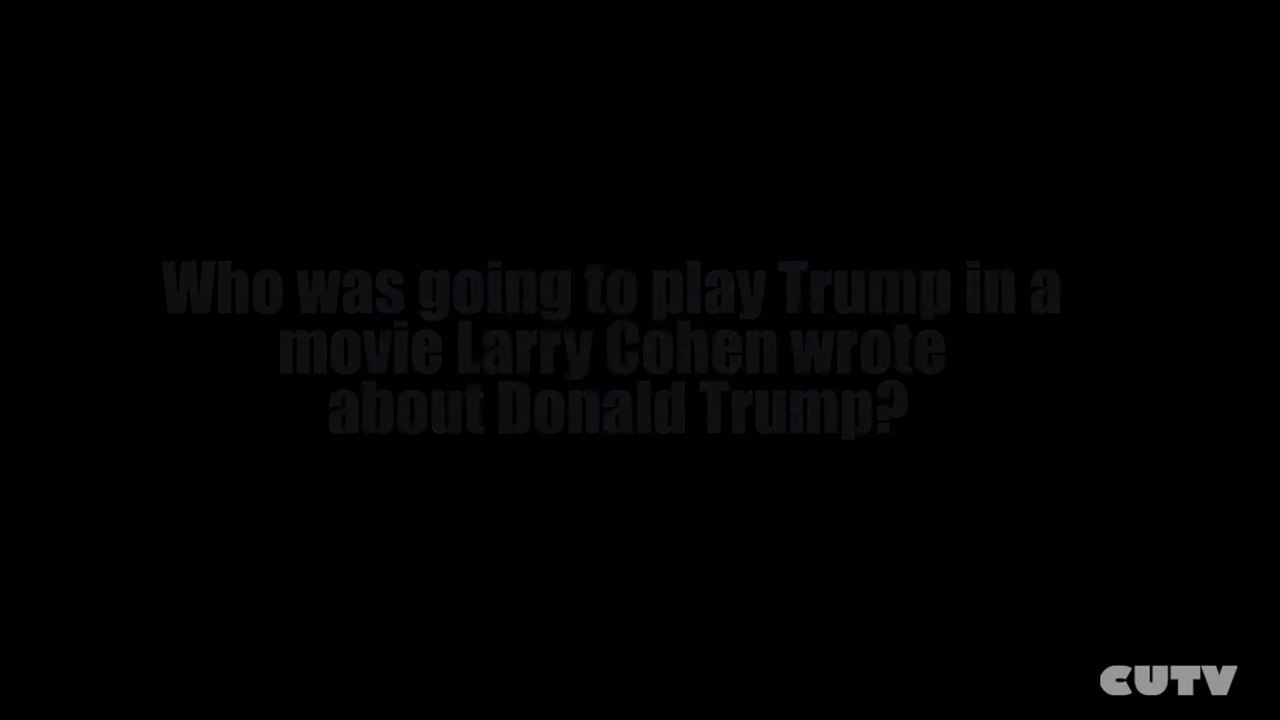 Who was going to play Trump in a
movie Larry Cohen wrote
about Donald Trump?
CUTV